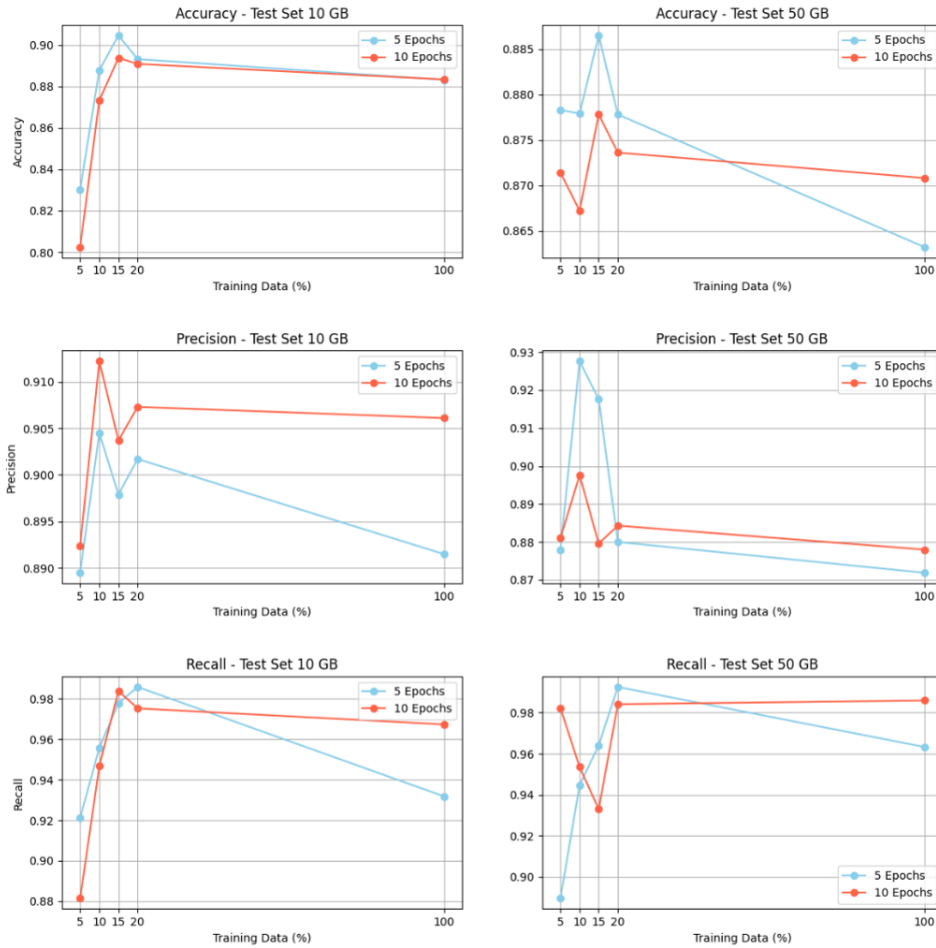 Accuracy - Test Set 10 GB
5 Epochs
10 Epochs
0.90
0.88
0.86
0.84
0.82
0.80
Accuracy
5 10 15 20 100
Training Data (%)
Accuracy - Test Set 50 GB
5 Epochs
10 Epochs
0.885
0.880
0.875
0.870
0.865
5 10 15 20 100
Training Data (%)
Precision - Test Set 10 GB
5 Epochs
10 Epochs
0.910
0.905
0.900
0.895
0.890
Precision
5 10 15 20 100
Training Data (%)
Precision - Test Set 50 GB
5 Epochs
10 Epochs
0.93
0.92
0.91
0.90
0.89
0.88
0.87
5 10 15 20 100
Training Data (%)
Recall - Test Set 10 GB
5 Epochs
10 Epochs
0.98
0.96
0.94
0.92
0.90
0.88
Recall
5 10 15 20 100
Training Data (%)
Recall - Test Set 50 GB
0.98
0.96
0.94
0.92
0.90
5 Epochs
10 Epochs
5 10 15 20 100
Training Data (%)